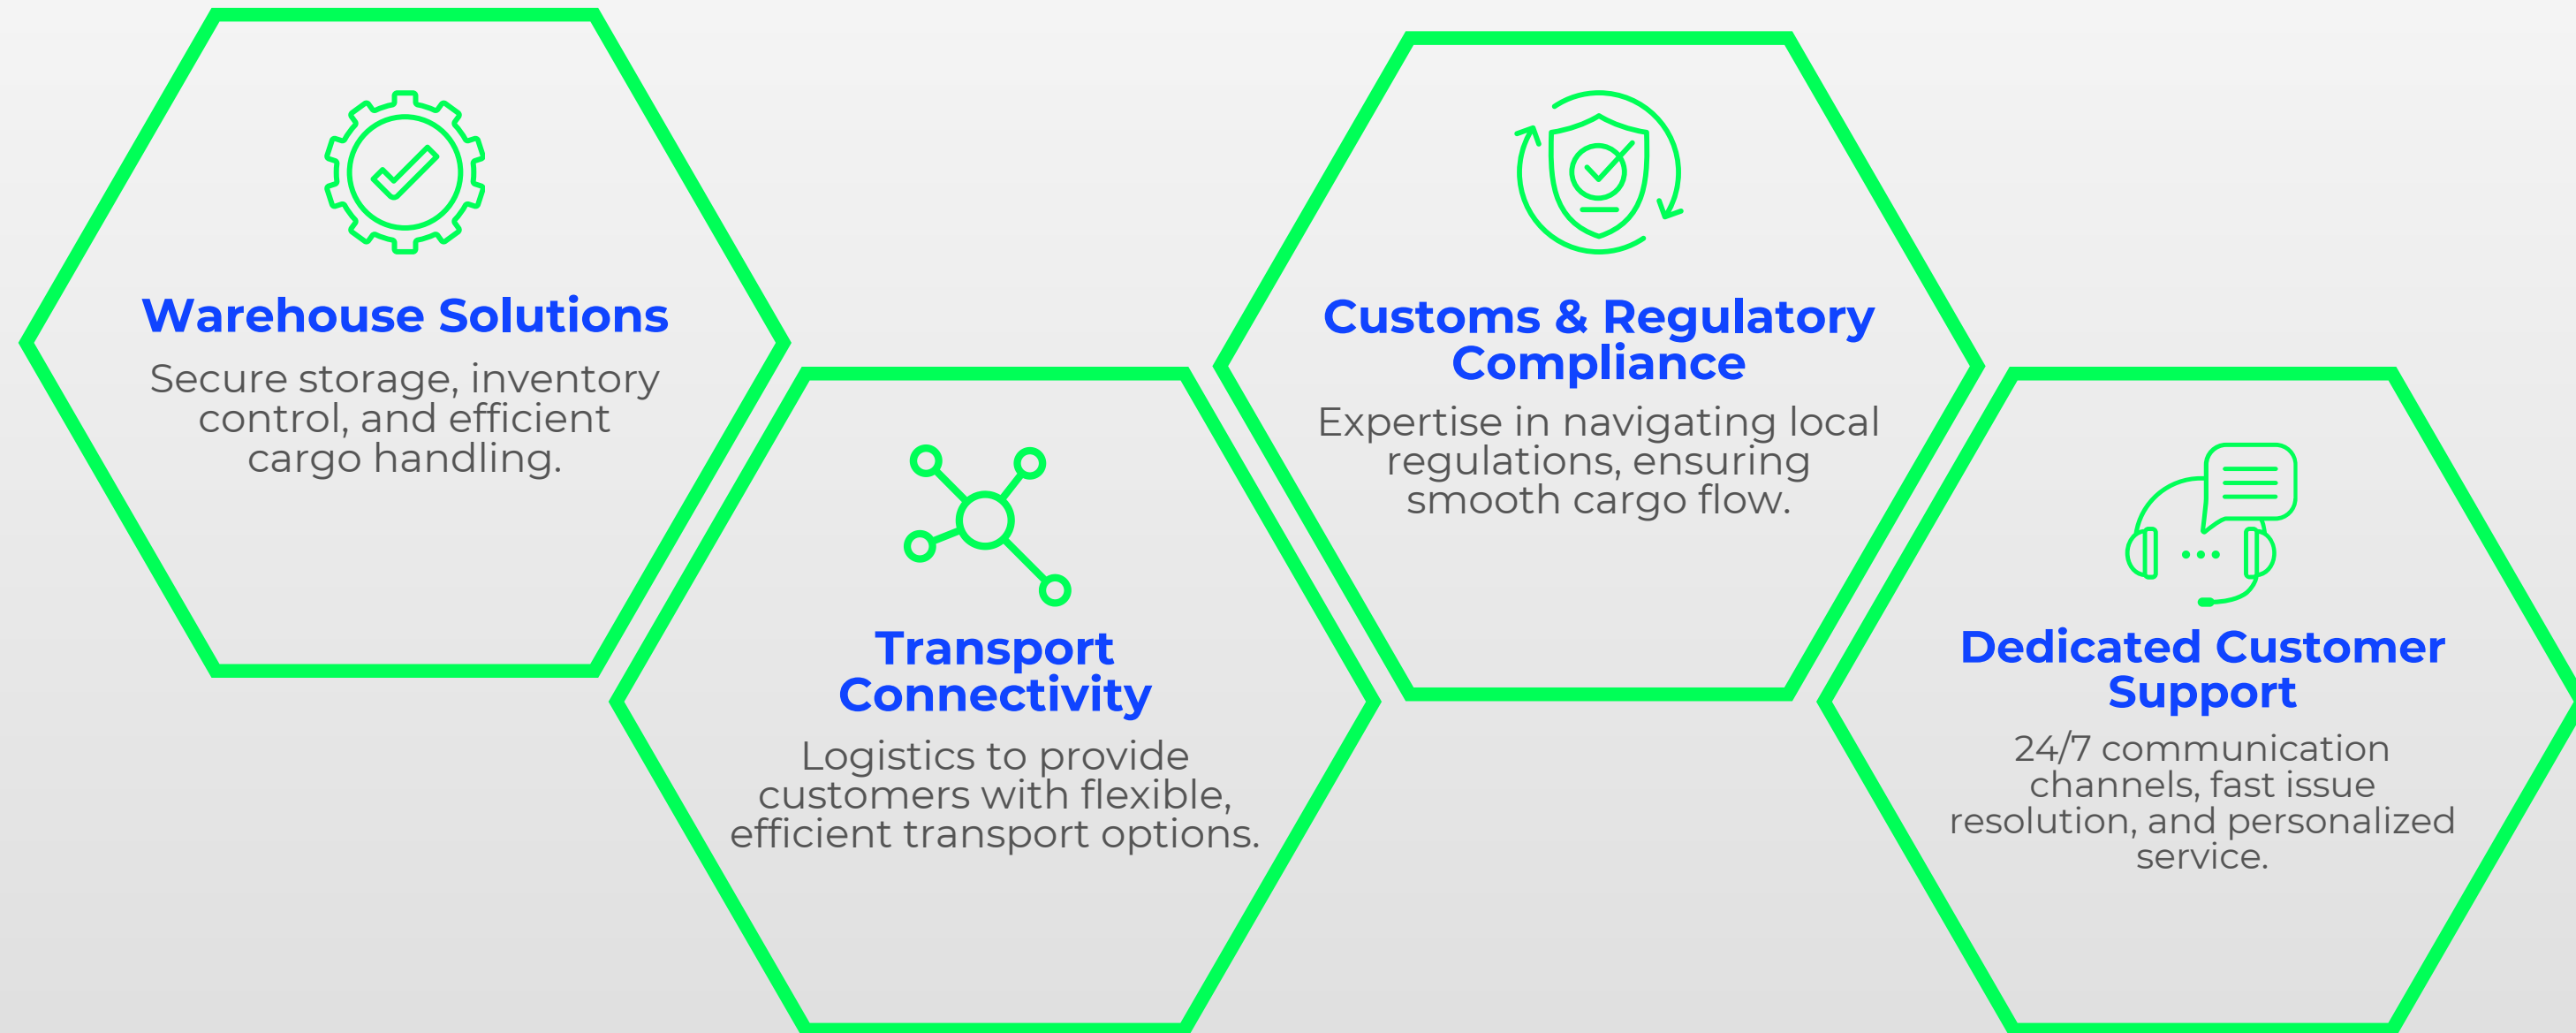 Warehouse Solutions
Secure storage, inventory
control, and efficient
cargo handling.
Transport
Connectivity
Logistics to provide
customers with flexible,
efficient transport options.
Customs & Regulatory
Compliance
Expertise in navigating local
regulations, ensuring
smooth cargo flow.
Dedicated Customer
Support
24/7 communication
channels, fast issue
resolution, and personalized
service.